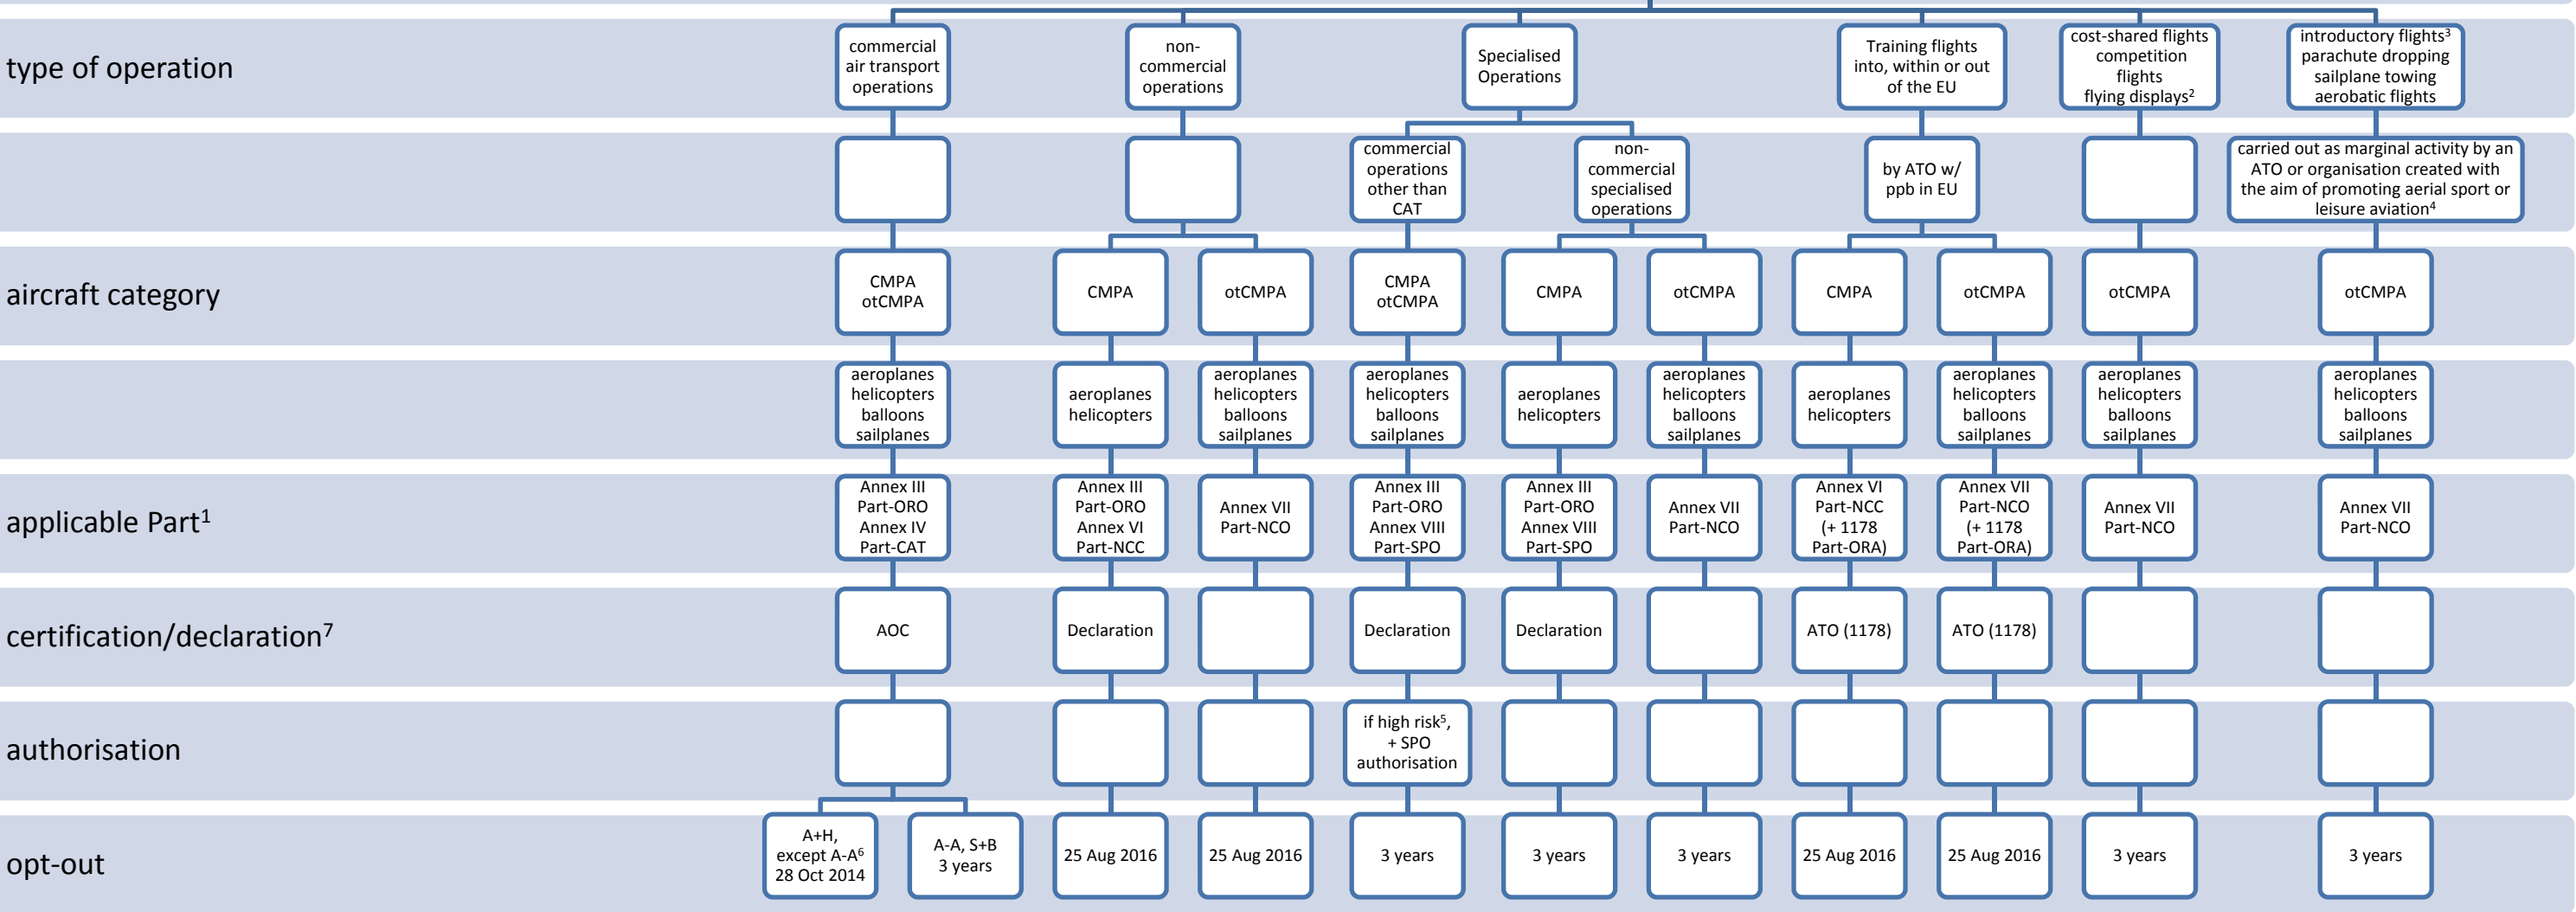 type of operation
commercial
air transport
operations
non-
commercial
operations
Specialised
Operations
Training flights
into, within or out
of the EU
cost-shared flights
competition
flights
flying displays²
introductory flights³
parachute dropping
sailplane towing
aerobatic flights
commercial
operations
other than
CAT
non-
commercial
specialised
operations
by ATO w/
ppb in EU
carried out as marginal activity by an
ATO or organisation created with
the aim of promoting aerial sport or
leisure aviation⁴
aircraft category
CMPA
otCMPA
CMPA
otCMPA
CMPA
otCMPA
CMPA
otCMPA
CMPA
otCMPA
otCMPA
otCMPA
aeroplanes
helicopters
balloons
sailplanes
aeroplanes
helicopters
aeroplanes
helicopters
balloons
sailplanes
aeroplanes
helicopters
balloons
sailplanes
aeroplanes
helicopters
aeroplanes
helicopters
balloons
sailplanes
aeroplanes
helicopters
aeroplanes
helicopters
balloons
sailplanes
aeroplanes
helicopters
balloons
sailplanes
aeroplanes
helicopters
balloons
sailplanes
applicable Part¹
Annex III
Part-ORO
Annex IV
Part-CAT
Annex III
Part-ORO
Annex VI
Part-NCC
Annex VII
Part-NCO
Annex III
Part-ORO
Annex VIII
Part-SPO
Annex III
Part-ORO
Annex VIII
Part-SPO
Annex VII
Part-NCO
Annex VI
Part-NCC
(+ 1178
Part-ORA)
Annex VII
Part-NCO
(+ 1178
Part-ORA)
Annex VII
Part-NCO
Annex VII
Part-NCO
certification/declaration⁷
AOC
Declaration
Declaration
Declaration
ATO (1178)
ATO (1178)
authorisation
if high risk⁵,
+ SPO
authorisation
opt-out
A+H,
except A-A⁶
28 Oct 2014
A-A, S+B
3 years
25 Aug 2016
25 Aug 2016
3 years
3 years
3 years
25 Aug 2016
25 Aug 2016
3 years
3 years